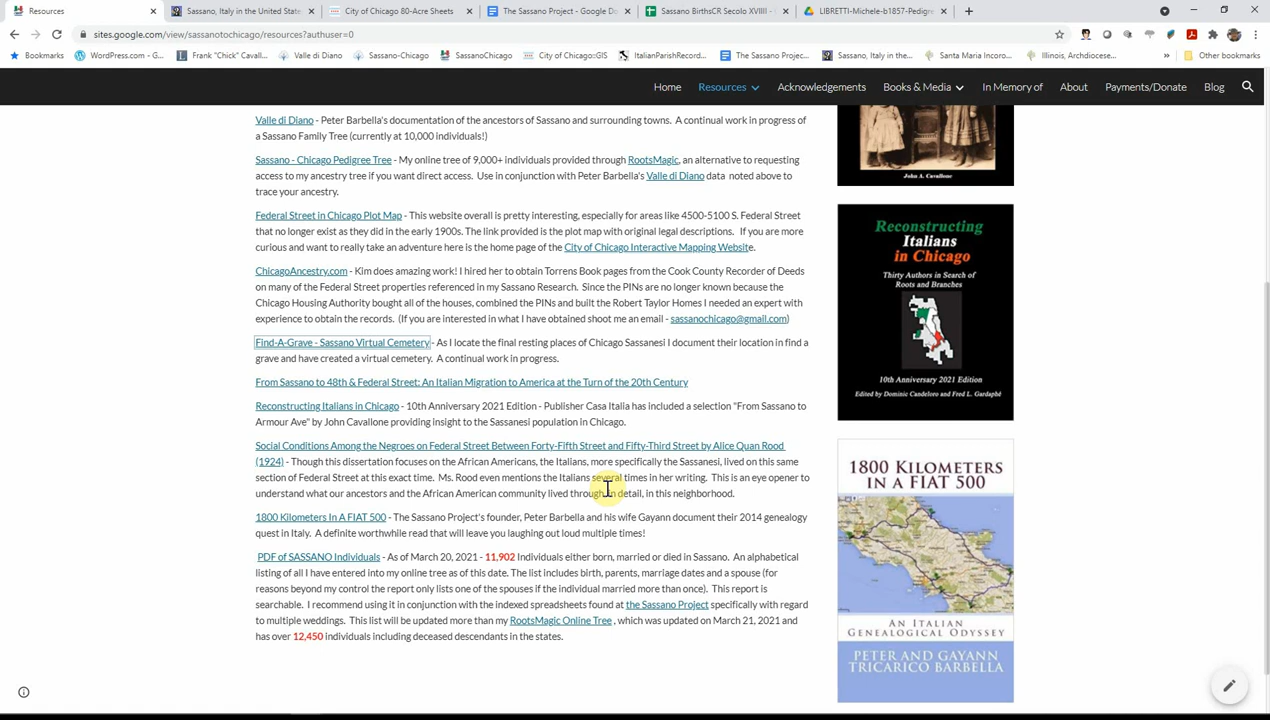 Resources
Sassano, Italy in the United State
City of Chicago 80-Acre Sheets
The Sassano Project - Google D
Sassano BirthsCR Secolo XVIIII -
LIBRETTI-Michele-b1857-Pedigre
sites.google.com/view/sassanotochicago/resources?authuser=0
Bookmarks
WordPress.com - G...
Frank "Chick" Cavall...
Valle di Diano
Sassano-Chicago
SassanoChicago
City of Chicago:GIS
ItalianParishRecord...
The Sassano Projec...
Sassano, Italy in the...
Santa Maria Incoro...
Illinois, Archdiocese...
»
Other bookmarks
Home
Resources
Acknowledgements
Books & Media
In Memory of
About
Payments/Donate
Blog
Valle di Diano - Peter Barbella's documentation of the ancestors of Sassano and surrounding towns. A continual work in progress of
a Sassano Family Tree (currently at 10,000 individuals!)
Sassano - Chicago Pedigree Tree - My online tree of 9,000+ individuals provided through RootsMagic, an alternative to requesting
access to my ancestry tree if you want direct access. Use in conjunction with Peter Barbella's Valle di Diano data noted above to
trace your ancestry.
Federal Street in Chicago Plot Map - This website overall is pretty interesting, especially for areas like 4500-5100 S. Federal Street
that no longer exist as they did in the early 1900s. The link provided is the plot map with original legal descriptions. If you are more
curious and want to really take an adventure here is the home page of the City of Chicago Interactive Mapping Website.
ChicagoAncestry.com - Kim does amazing work! I hired her to obtain Torrens Book pages from the Cook County Recorder of Deeds
on many of the Federal Street properties referenced in my Sassano Research. Since the PINs are no longer known because the
Chicago Housing Authority bought all of the houses, combined the PINs and built the Robert Taylor Homes I needed an expert with
experience to obtain the records. (If you are interested in what I have obtained shoot me an email - sassanochicago@gmail.com)
Find-A-Grave - Sassano Virtual Cemetery - As I locate the final resting places of Chicago Sassanesi I document their location in find a
grave and have created a virtual cemetery. A continual work in progress.
From Sassano to 48th & Federal Street: An Italian Migration to America at the Turn of the 20th Century
Reconstructing Italians in Chicago - 10th Anniversary 2021 Edition - Publisher Casa Italia has included a selection "From Sassano to
Armour Ave" by John Cavallone providing insight to the Sassanesi population in Chicago.
Social Conditions Among the Negroes on Federal Street Between Forty-Fifth Street and Fifty-Third Street by Alice Quan Rood
(1924) - Though this dissertation focuses on the African Americans, the Italians, more specifically the Sassanesi, lived on this same
section of Federal Street at this exact time. Ms. Rood even mentions the Italians several times in her writing. This is an eye opener to
understand what our ancestors and the African American community lived through, in detail, in this neighborhood.
1800 Kilometers In A FIAT 500 - The Sassano Project's founder, Peter Barbella and his wife Gayann document their 2014 genealogy
quest in Italy. A definite worthwhile read that will leave you laughing out loud multiple times!
PDF of SASSANO Individuals - As of March 20, 2021 - 11,902 Individuals either born, married or died in Sassano. An alphabetical
listing of all I have entered into my online tree as of this date. The list includes birth, parents, marriage dates and a spouse (for
reasons beyond my control the report only lists one of the spouses if the individual married more than once). This report is
searchable. I recommend using it in conjunction with the indexed spreadsheets found at the Sassano Project specifically with regard
to multiple weddings. This list will be updated more than my RootsMagic Online Tree , which was updated on March 21, 2021 and
has over 12,450 individuals including deceased descendants in the states.
John A. Cavallone
Reconstructing
Italians
in Chicago
Thirty Authors in Search of
Roots and Branches
10th Anniversary 2021 Edition
Edited by Dominic Candeloro and Fred L. Gardaphé
1800 KILOMETERS
IN A FIAT 500
AN ITALIAN
GENEALOGICAL ODYSSEY
PETER AND GAYANN
TRICARICO BARBELLA